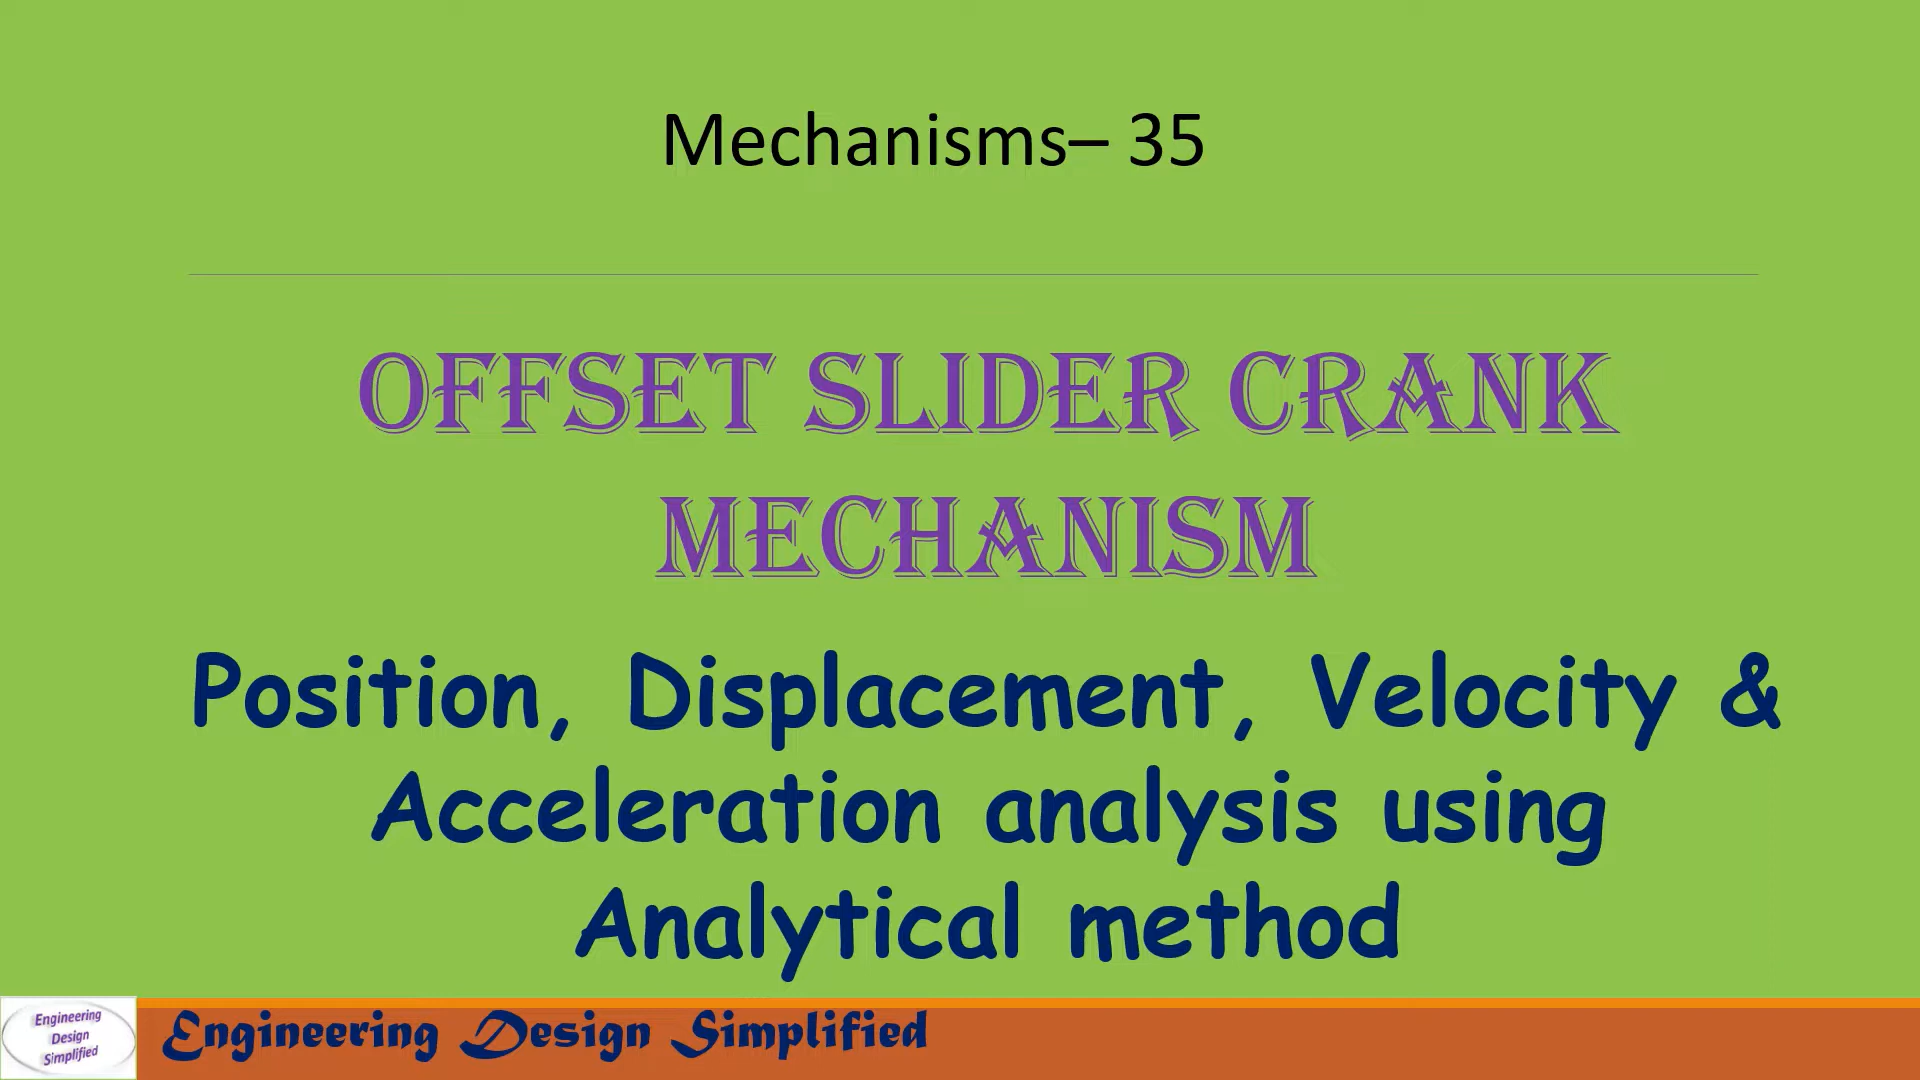 Mechanisms– 35
OFFSET SLIDER CRANK
MECHANISM
Position, Displacement, Velocity &
Acceleration analysis using
Analytical method
Engineering
Design
Simplified
Engineering Design Simplified